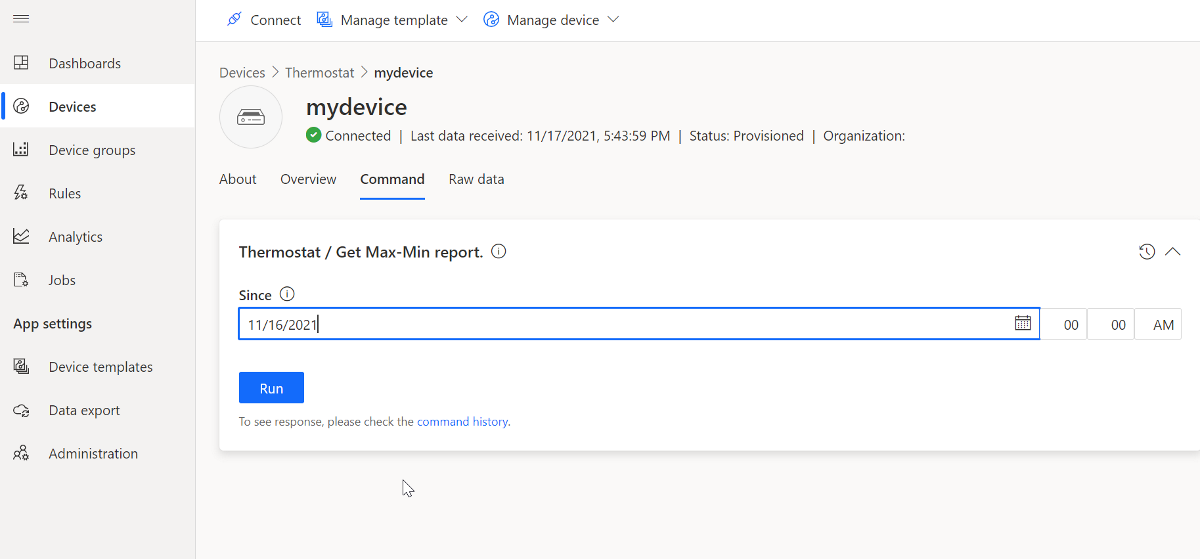 Connect Manage template Manage device
Dashboards
Devices
Device groups
Rules
Analytics
Jobs
App settings
Device templates
Data export
Administration
Devices > Thermostat > mydevice
mydevice
Connected | Last data received: 11/17/2021, 5:43:59 PM | Status: Provisioned | Organization:
About Overview Command Raw data
Thermostat / Get Max-Min report.
Since
11/16/2021 00 00 AM
Run
To see response, please check the command history.